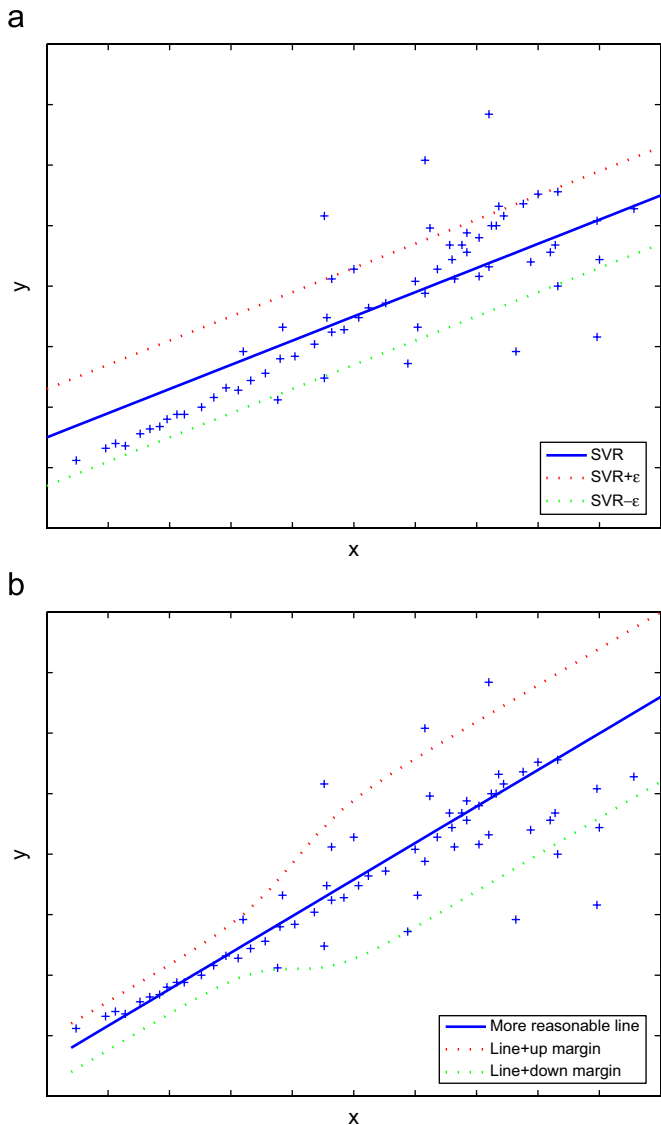 a
y
SVR
SVR+ε
SVR−ε
x
b
y
More reasonable line
Line+up margin
Line+down margin
x